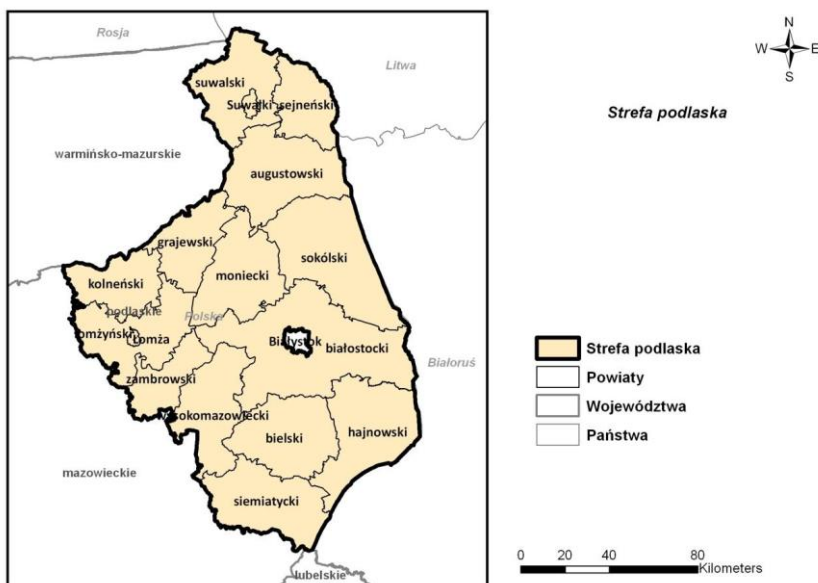 Rosja
N
Litwa
W E
S
suwalski
Suwałki
sejneński
Strefa podlaska
warmińsko-mazurskie
augustowski
grajewski
sokólski
moniecki
kolneński
podlaskie
Polska
omżyński
Łomża
Białystok
białostocki
Strefa podlaska
Białoruś
zambrowski
Powiaty
wysokomazowiecki
Województwa
hajnowski
bielski
Państwa
mazowieckie
siemiatycki
0 20 40 80
Kilometers
lubelskie